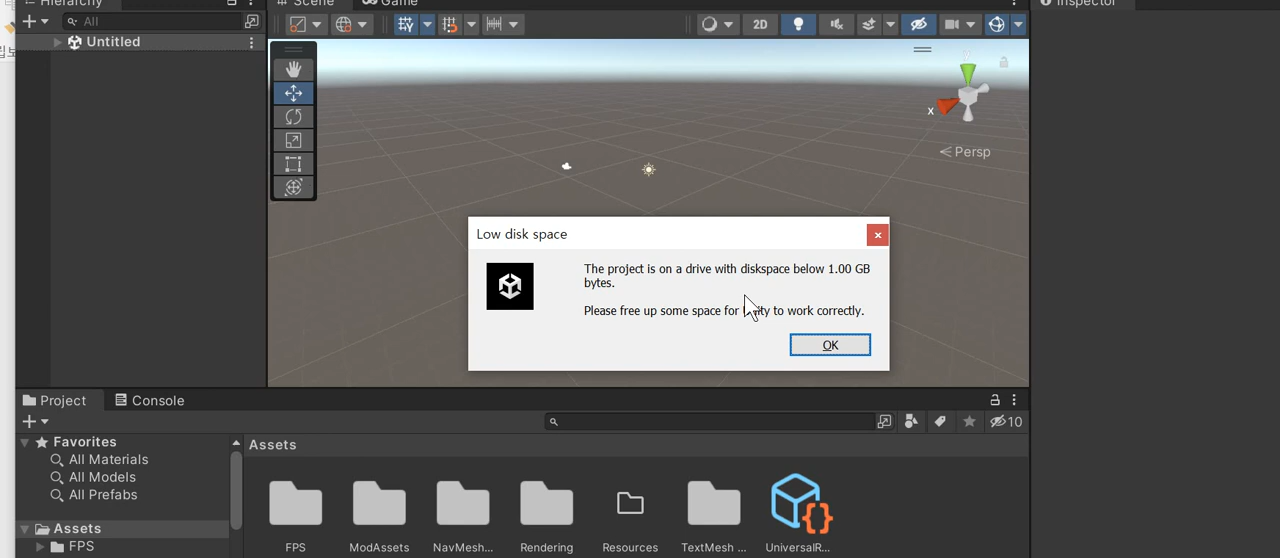 Hierarchy
Scene
Game
Inspector
All
2D
Untitled
X
Persp
Low disk space
The project is on a drive with diskspace below 1.00 GB
bytes.
Please free up some space for Unity to work correctly.
OK
Project
Console
10
Favorites
All Materials
All Models
All Prefabs
Assets
FPS
Assets
FPS
ModAssets
NavMesh...
Rendering
Resources
TextMesh ...
UniversalR...